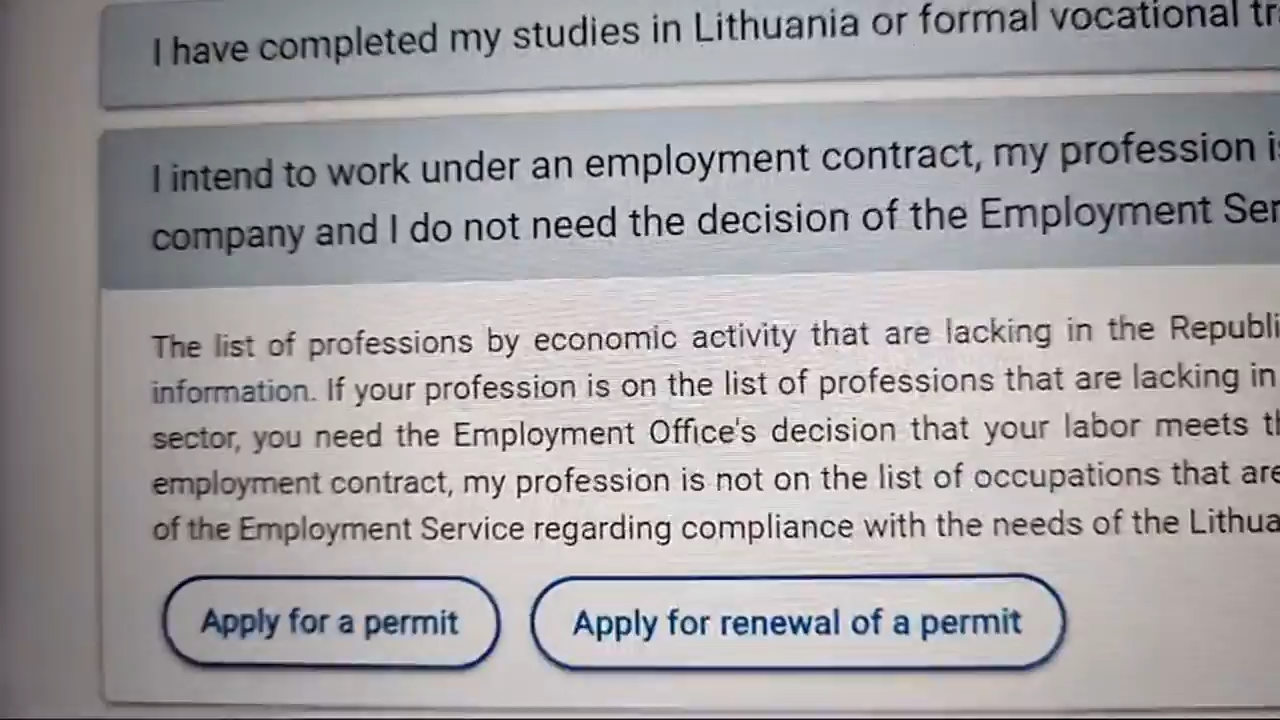 I have completed my studies in Lithuania or formal vocational
I intend to work under an employment contract, my profession
company and I do not need the decision of the Employment
The list of professions by economic activity that are lacking in the
information. If your profession is on the list of professions that are lacking in
sector, you need the Employment Office's decision that your labor meets
employment contract, my profession is not on the list of occupations that are
of the Employment Service regarding compliance with the needs of the
Apply for a permit
Apply for renewal of a permit